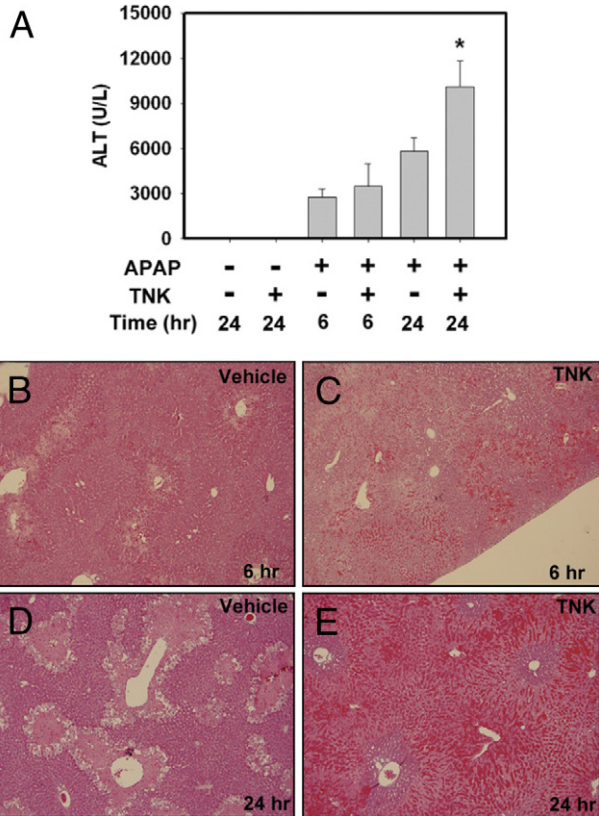 A
15000
12000
9000
6000
3000
0
ALT (U/L)
*
APAP - - + + + +
TNK - + - + - +
Time (hr) 24 24 6 6 24 24
B Vehicle
6 hr
C TNK
6 hr
D Vehicle
24 hr
E TNK
24 hr